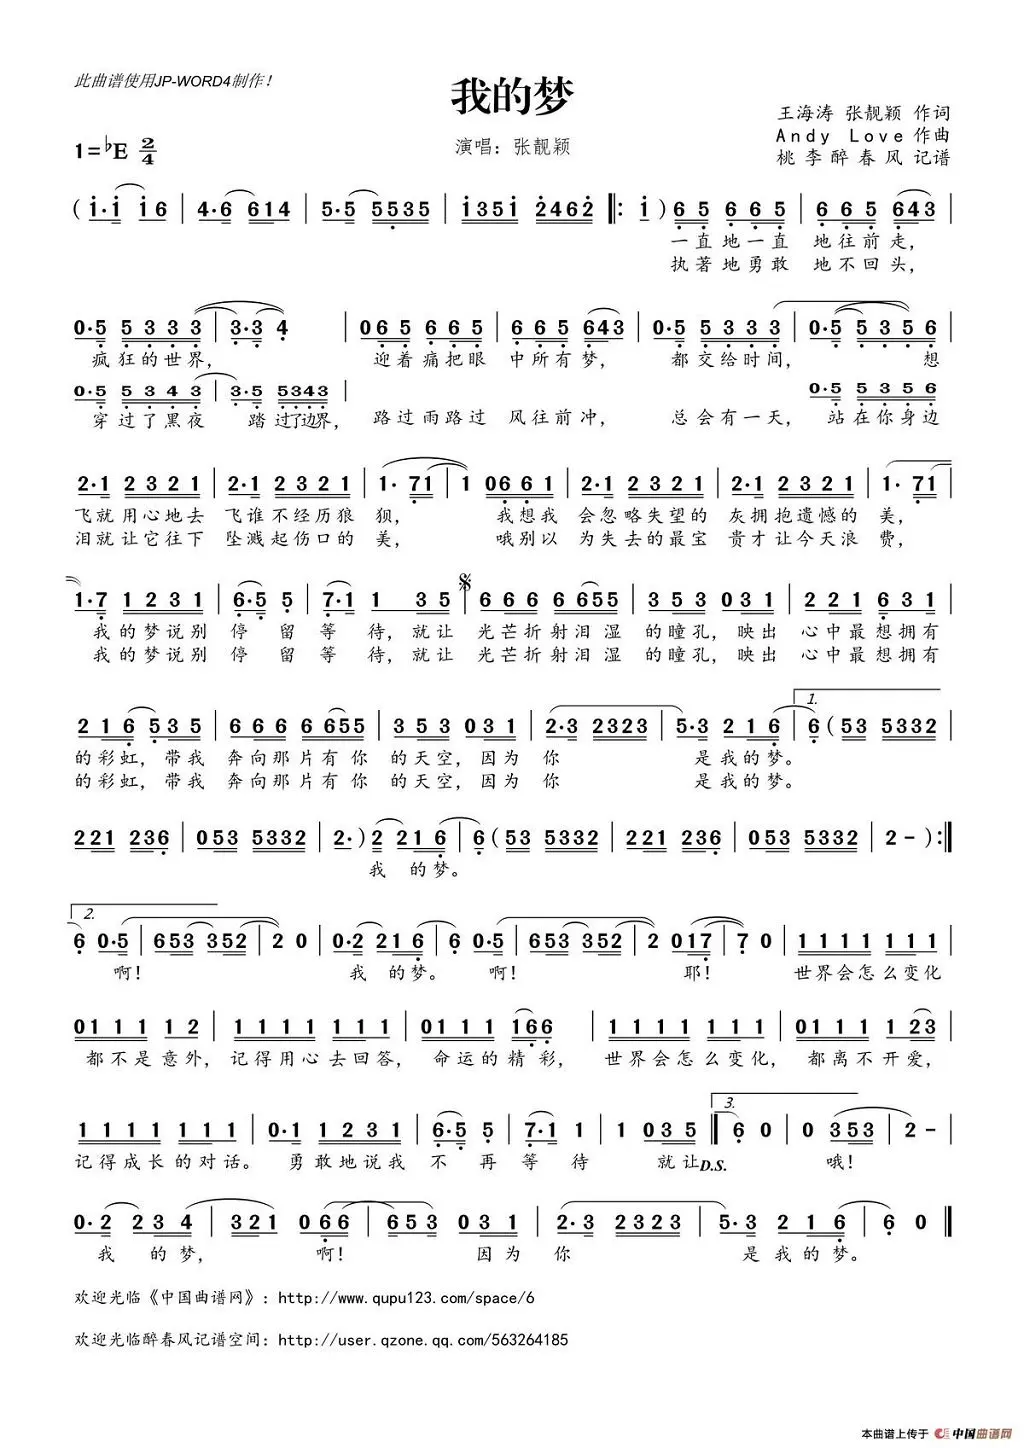 此曲谱使用JP-WORD4制作！
我的梦
王海涛 张靓颖 作词
1=♭E 2/4
演唱：张靓颖
Andy Love 作曲
桃李醉春风 记谱
(1·1 16 | 4·6 614 | 5·5 5535 | 1351 2462 ‖: 1) 65 665 | 665 643 |
一直地一直 地往前走，
执著地勇敢 地不回头，
0·5 5333 | 3·3 4 | 065 665 | 665 643 | 0·5 5333 | 0·5 5356 |
疯狂的世界， 迎着痛把眼 中所有梦， 都交给时间， 想
0·5 5343 | 3·5 5343 | 0·5 5356
穿过了黑夜 踏过了边界， 路过雨路过 风往前冲， 总会有一天， 站在你身边
2·1 2321 | 2·1 2321 | 1·71 | 1 0661 | 2·1 2321 | 2·1 2321 | 1·71 |
飞就用心地去 飞谁不经历狼 狈， 我想我 会忽略失望的 灰拥抱遗憾的 美，
泪就让它往下 坠溅起伤口的 美， 哦别以 为失去的最宝 贵才让今天浪 费，
1·7 1231 | 6·5 5 | 7·1 1 35 | 666 6655 | 353 031 | 221 631 |
我的梦说别 停留等待，就让 光芒折射泪湿 的瞳孔，映出 心中最想拥有
我的梦说别 停留等待，就让 光芒折射泪湿 的瞳孔，映出 心中最想拥有
1.
216 535 | 666 6655 | 353 031 | 2·3 2323 | 5·3 216 | 6(53 5332 |
的彩虹，带我 奔向那片有你 的天空，因为你 是我的梦。
的彩虹，带我 奔向那片有你 的天空，因为你 是我的梦。
221 236 | 053 5332 | 2·)2 216 | 6(53 5332 | 221 236 | 053 5332 | 2 - ):‖
我的梦。
2.
6 0·5 | 653 352 | 2 0 | 0·2 216 | 6 0·5 | 653 352 | 2 017 | 7 0 | 1111 111 |
啊！ 我的梦。 啊！ 耶！ 世界会怎么变化
0111 12 | 1111 111 | 0111 166 | 1111 111 | 0111 123 |
都不是意外，记得用心去回答， 命运的精彩， 世界会怎么变化， 都离不开爱，
3.
1111 111 | 0·1 1231 | 6·5 5 | 7·1 1 | 1 035 ‖ 6 0 | 0 353 | 2 - |
记得成长的对话。 勇敢地说我 不再等待 就让D.S. 哦！
0·2 234 | 321 066 | 653 031 | 2·3 2323 | 5·3 216 | 6 0 ‖
我的梦， 啊！ 因为你 是我的梦。
欢迎光临《中国曲谱网》：http://www.qupu123.com/space/6
欢迎光临醉春风记谱空间：http://user.qzone.qq.com/563264185
本曲谱上传于 中国曲谱网